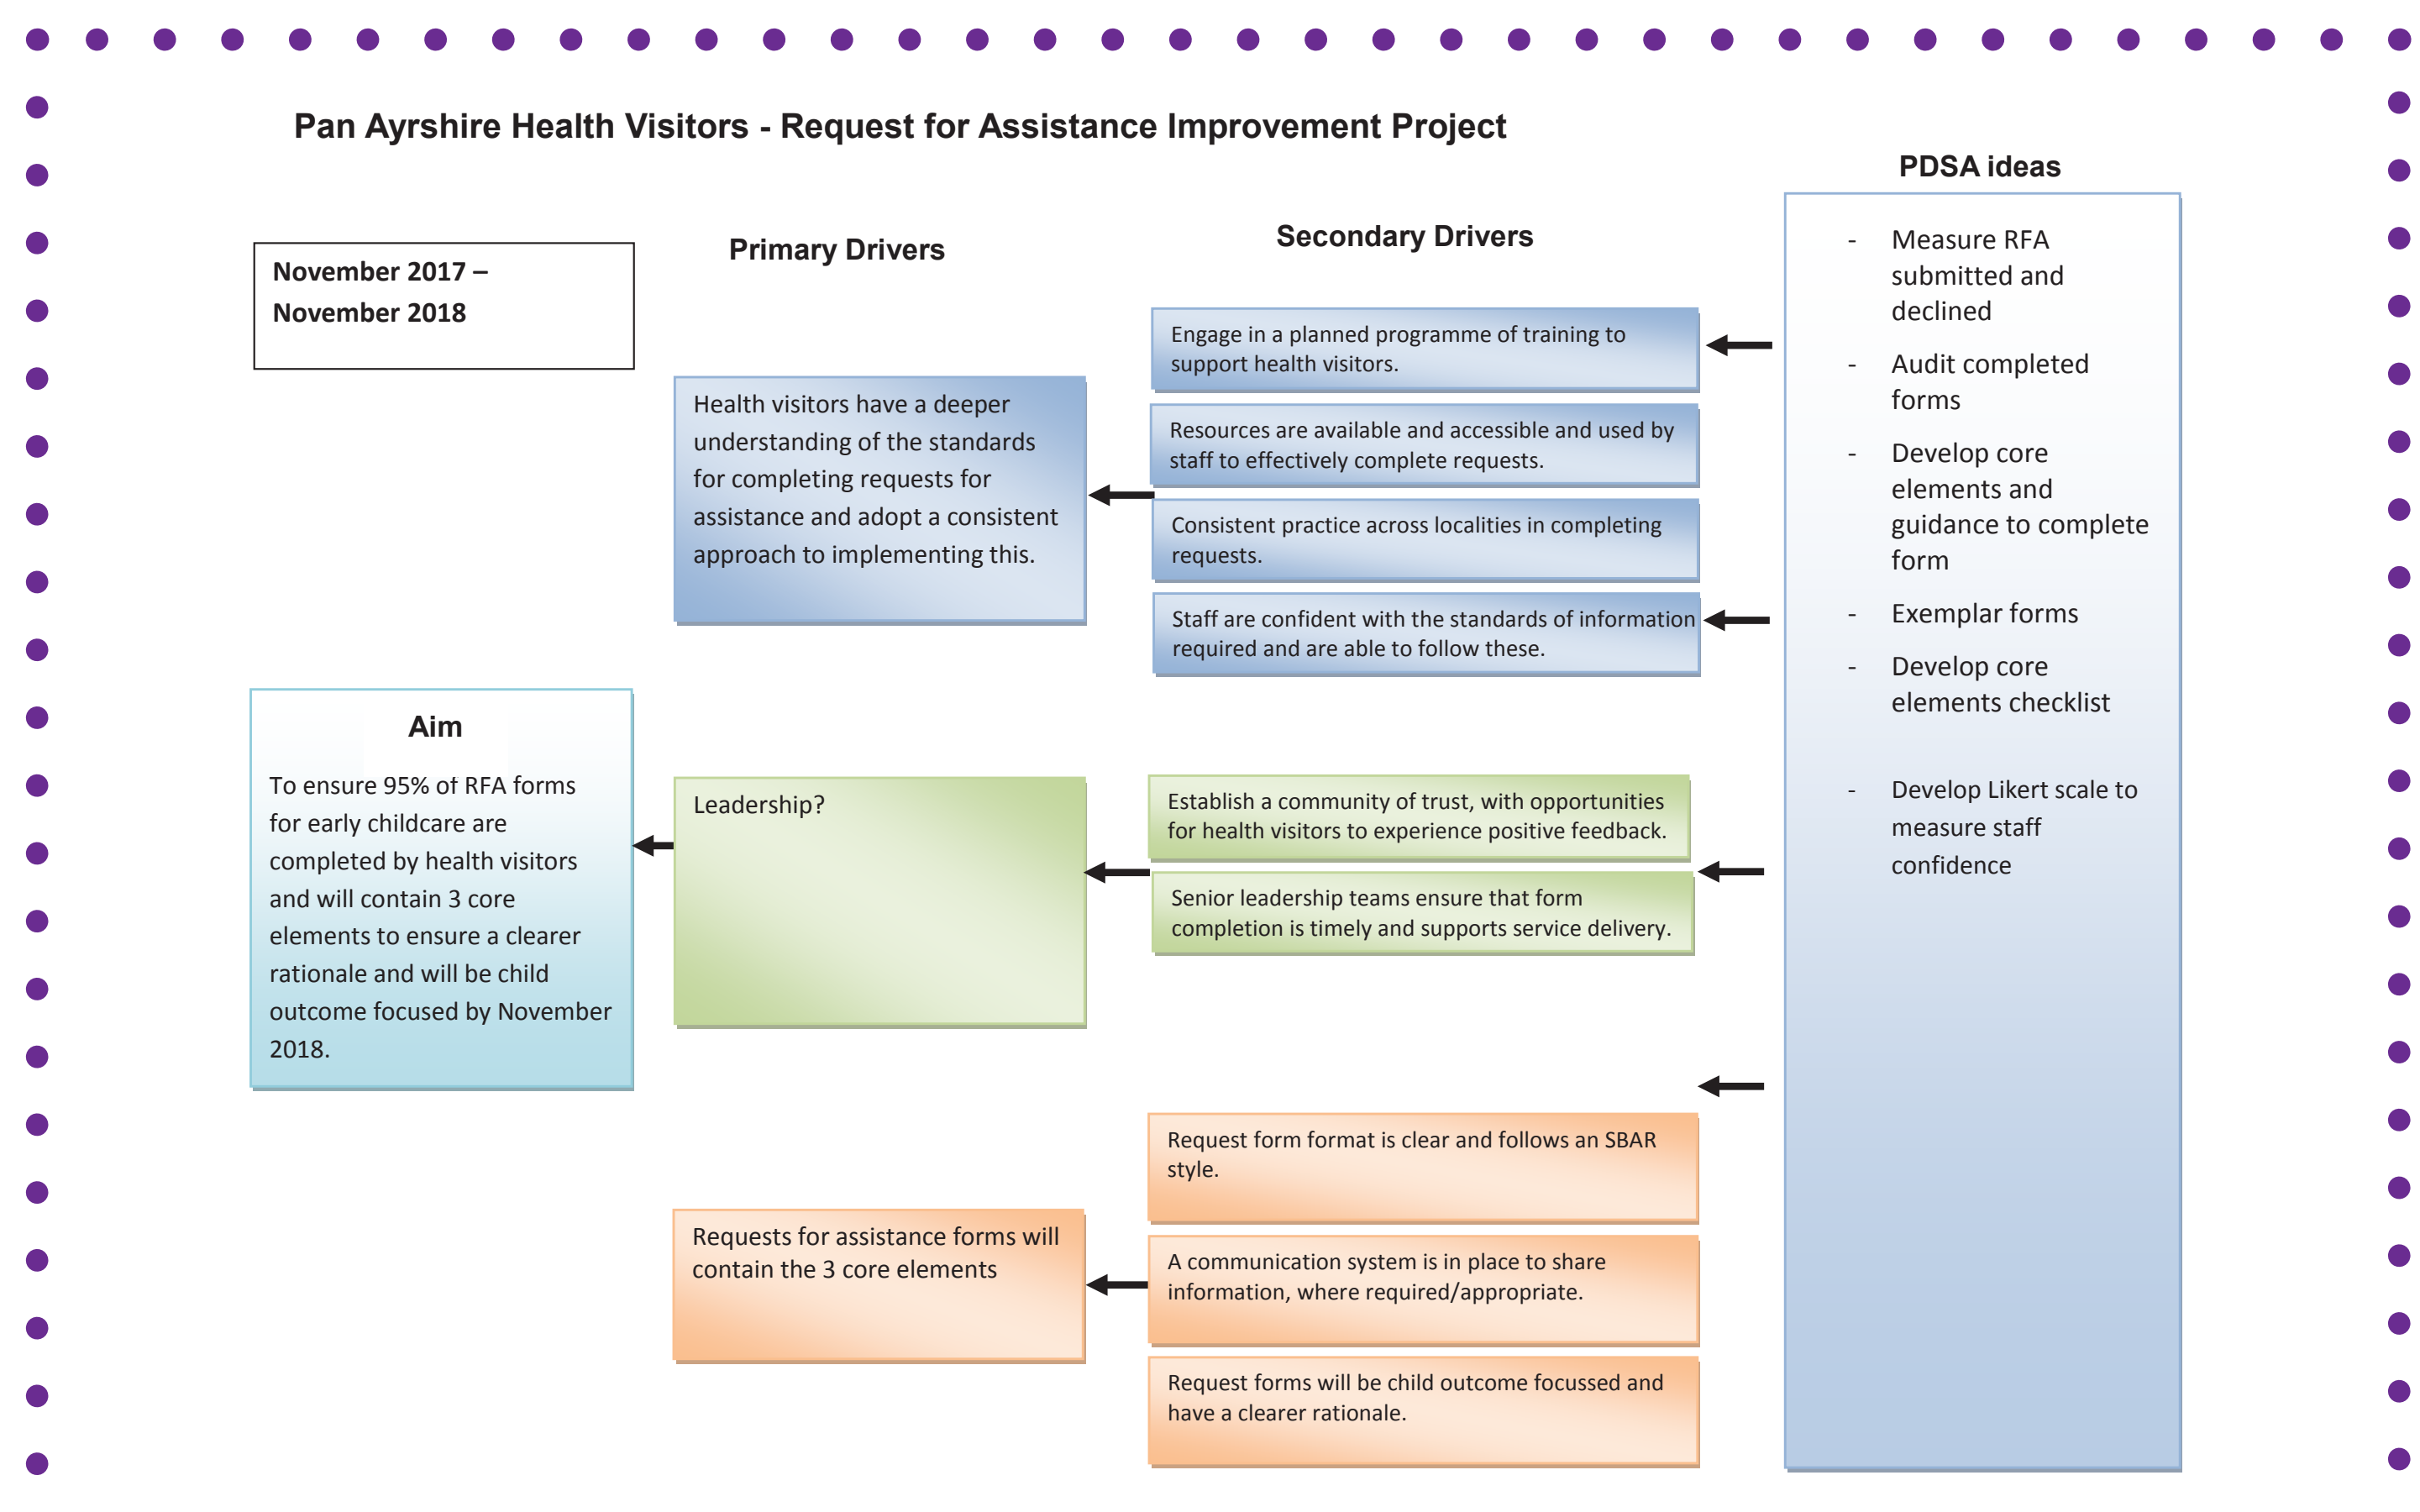 Pan Ayrshire Health Visitors - Request for Assistance Improvement Project
November 2017 –
November 2018
Aim
To ensure 95% of RFA forms
for early childcare are
completed by health visitors
and will contain 3 core
elements to ensure a clearer
rationale and will be child
outcome focused by November
2018.
Primary Drivers
Health visitors have a deeper
understanding of the standards
for completing requests for
assistance and adopt a consistent
approach to implementing this.
Leadership?
Requests for assistance forms will
contain the 3 core elements
Secondary Drivers
Engage in a planned programme of training to
support health visitors.
Resources are available and accessible and used by
staff to effectively complete requests.
Consistent practice across localities in completing
requests.
Staff are confident with the standards of information
required and are able to follow these.
Establish a community of trust, with opportunities
for health visitors to experience positive feedback.
Senior leadership teams ensure that form
completion is timely and supports service delivery.
Request form format is clear and follows an SBAR
style.
A communication system is in place to share
information, where required/appropriate.
Request forms will be child outcome focussed and
have a clearer rationale.
PDSA ideas
- Measure RFA
submitted and
declined
- Audit completed
forms
- Develop core
elements and
guidance to complete
form
- Exemplar forms
- Develop core
elements checklist
- Develop Likert scale to
measure staff
confidence